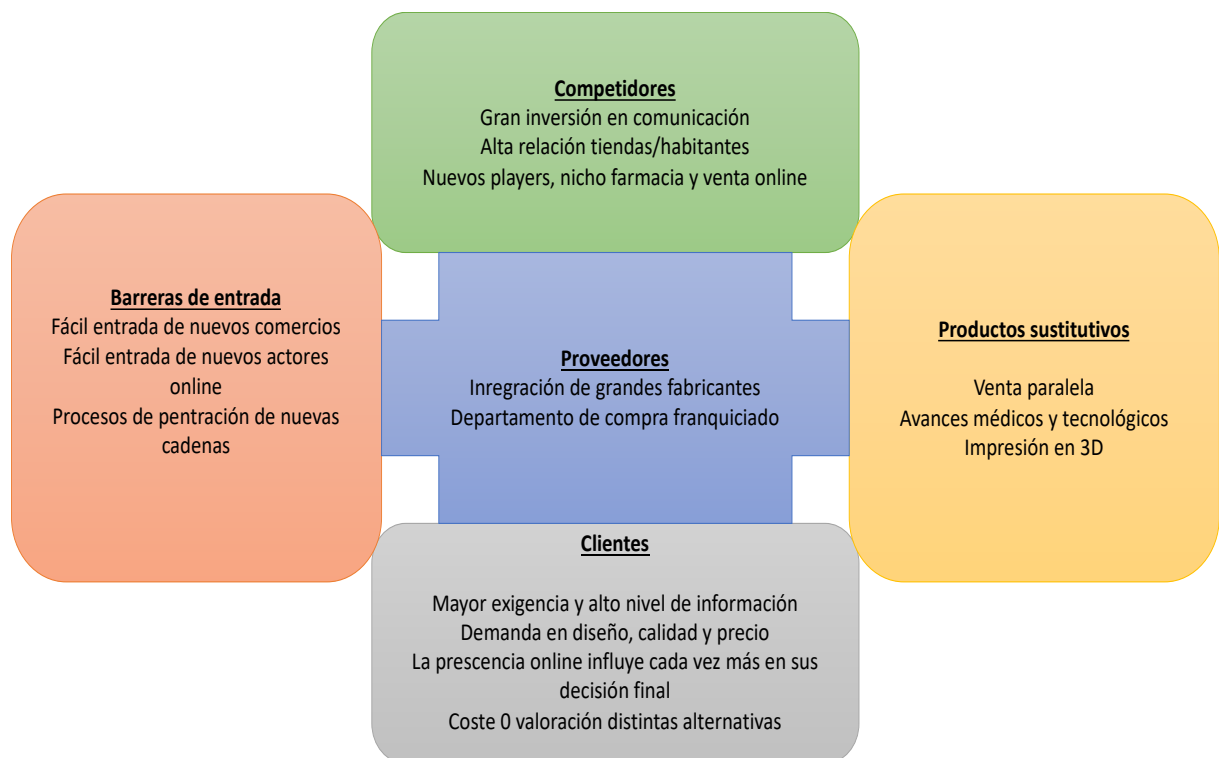 Competidores
Gran inversión en comunicación
Alta relación tiendas/habitantes
Nuevos players, nicho farmacia y venta online
Barreras de entrada
Fácil entrada de nuevos comercios
Fácil entrada de nuevos actores
online
Procesos de pentración de nuevas
cadenas
Proveedores
Inregración de grandes fabricantes
Departamento de compra franquiciado
Productos sustitutivos
Venta paralela
Avances médicos y tecnológicos
Impresión en 3D
Clientes
Mayor exigencia y alto nivel de información
Demanda en diseño, calidad y precio
La prescencia online influye cada vez más en sus
decisión final
Coste 0 valoración distintas alternativas